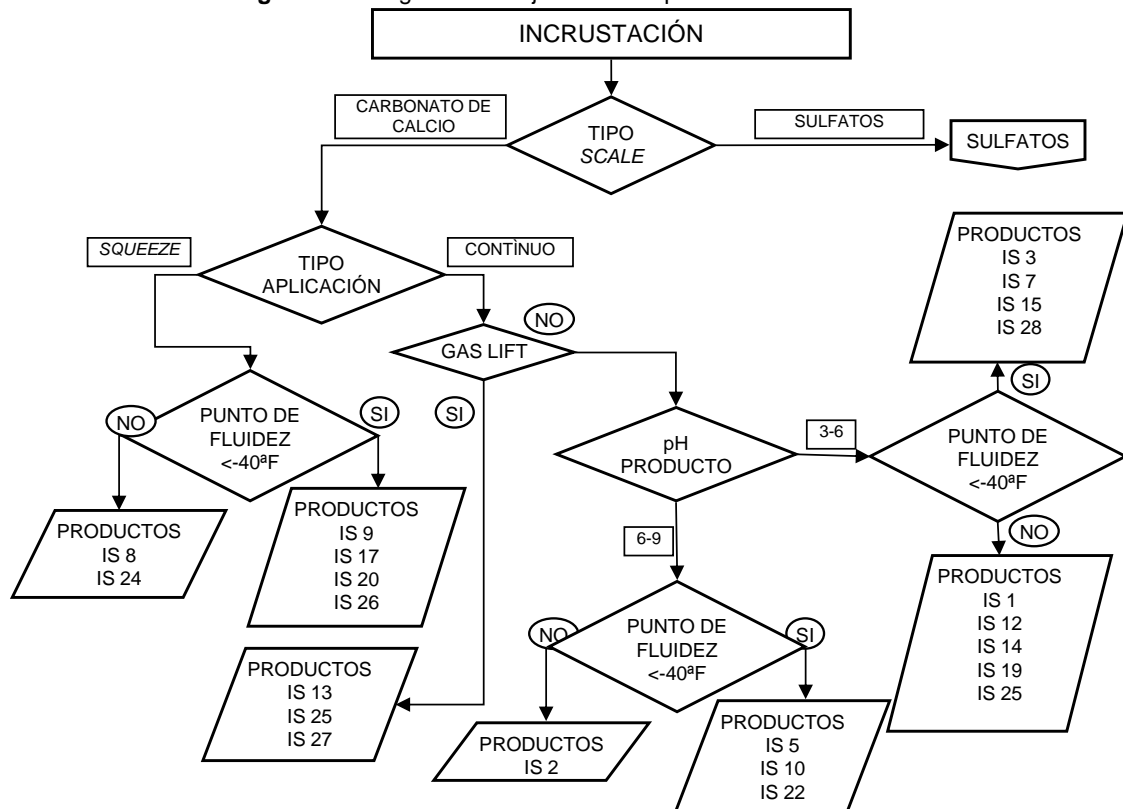 INCRUSTACIÓN
CARBONATO DE
CALCIO
TIPO
SCALE
SULFATOS
SULFATOS
SQUEEZE
TIPO
APLICACIÓN
CONTÌNUO
PRODUCTOS
IS 3
IS 7
IS 15
IS 28
NO
GAS LIFT
SI
NO
PUNTO DE
FLUIDEZ
<-40ªF
SI
SI
pH
PRODUCTO
3-6
PUNTO DE
FLUIDEZ
<-40ªF
NO
PRODUCTOS
IS 8
IS 24
PRODUCTOS
IS 9
IS 17
IS 20
IS 26
6-9
PRODUCTOS
IS 1
IS 12
IS 14
IS 19
IS 25
NO
PUNTO DE
FLUIDEZ
<-40ªF
SI
PRODUCTOS
IS 13
IS 25
IS 27
PRODUCTOS
IS 2
PRODUCTOS
IS 5
IS 10
IS 22